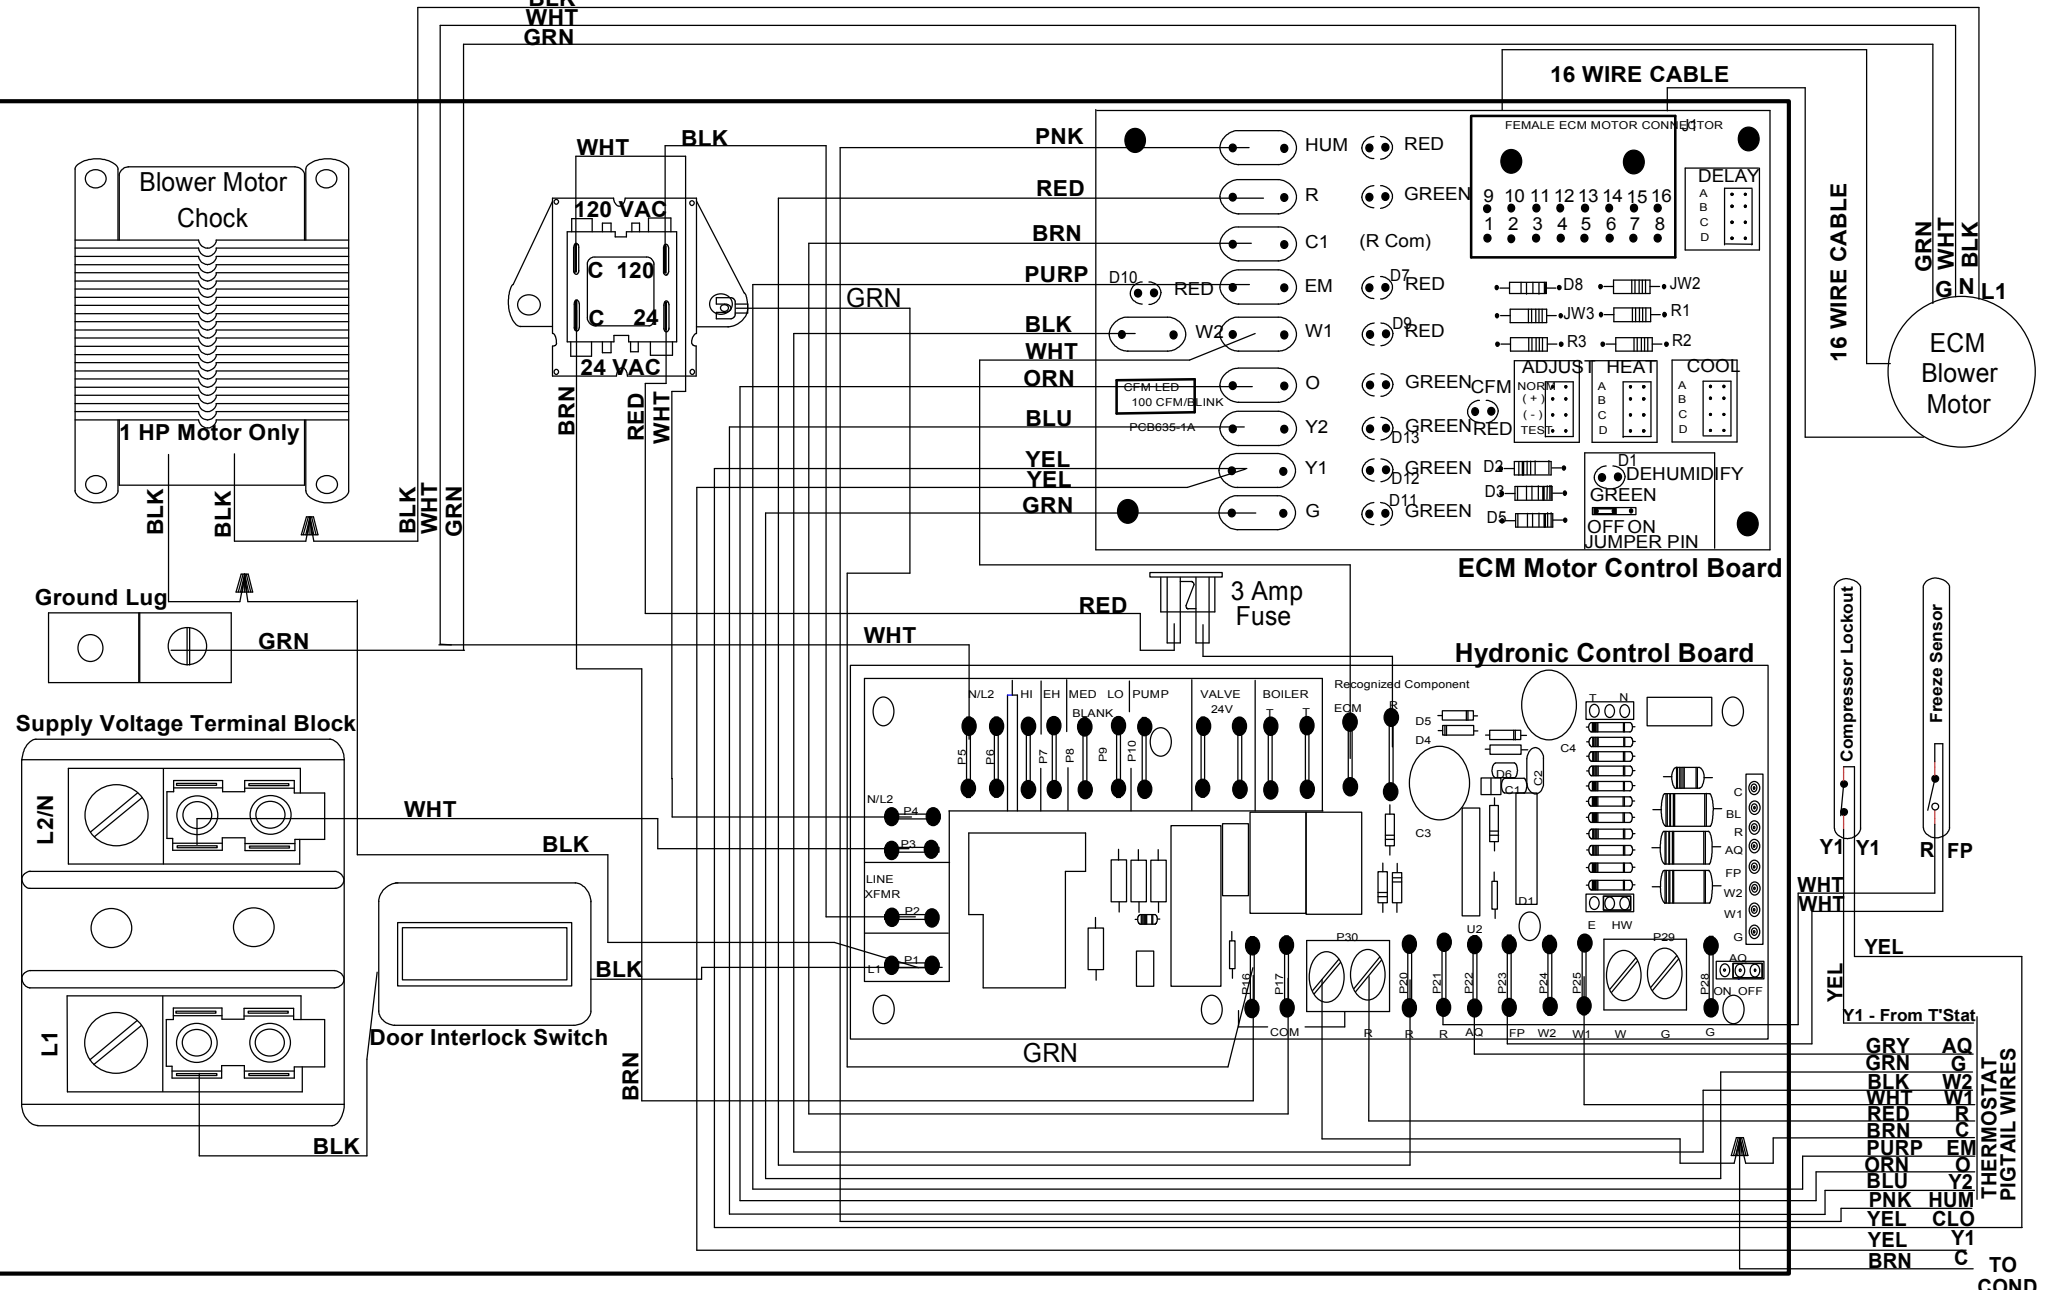 BLK
WHT
GRN
16 WIRE CABLE
Blower Motor
Chock
1 HP Motor Only
BLK
BLK
BLK
WHT
GRN
WHT
BLK
120 VAC
C 120
C 24
24 VAC
BRN
RED
WHT
GRN
PNK
RED
BRN
PURP
BLK
WHT
ORN
BLU
YEL
YEL
GRN
HUM RED
R GREEN
C1 (R Com)
D10 RED
EM D7 RED
W2 W1 D9 RED
O GREEN
Y2 GREEN D13
Y1 GREEN D12
G D11 GREEN
CFM LED
100 CFM/BLINK
PCB635-1A
FEMALE ECM MOTOR CONNECTOR
J1
9 10 11 12 13 14 15 16
1 2 3 4 5 6 7 8
DELAY
A
B
C
D
D8 JW2
JW3 R1
R3 R2
ADJUST HEAT COOL
CFM
RED
NORM A A
(+) B B
(-) C C
TEST D D
D2
D3
D5
D1
DEHUMIDIFY
GREEN
OFF ON
JUMPER PIN
ECM Motor Control Board
16 WIRE CABLE
GRN
WHT
BLK
G N L1
ECM
Blower
Motor
Ground Lug
GRN
Supply Voltage Terminal Block
L2/N
L1
WHT
BLK
BLK
BLK
Door Interlock Switch
BRN
RED
3 Amp
Fuse
WHT
Hydronic Control Board
N/L2 HI EH MED LO PUMP VALVE BOILER
BLANK 24V T T
Recognized Component
ECM R
P5 P6 P7 P8 P9 P10
N/L2
P4
P3
LINE
XFMR
P2
L1 P1
D5
D4
C3
D6
C1
C2
C4
T N
D1
U2
E HW
C
BL
R
AQ
FP
W2
W1
G
AQ
ON OFF
P16 P17 P30 P20 P21 P22 P23 P24 P25 P29 P28
COM R R R AQ FP W2 W1 W G G
GRN
Compressor Lockout
Freeze Sensor
Y1 Y1
R FP
WHT
WHT
YEL
YEL
Y1 - From T'Stat
GRY AQ
GRN G
BLK W2
WHT W1
RED R
BRN C
PURP EM
ORN O
BLU Y2
PNK HUM
YEL CLO
YEL Y1
BRN C
THERMOSTAT
PIGTAIL WIRES
TO
COND